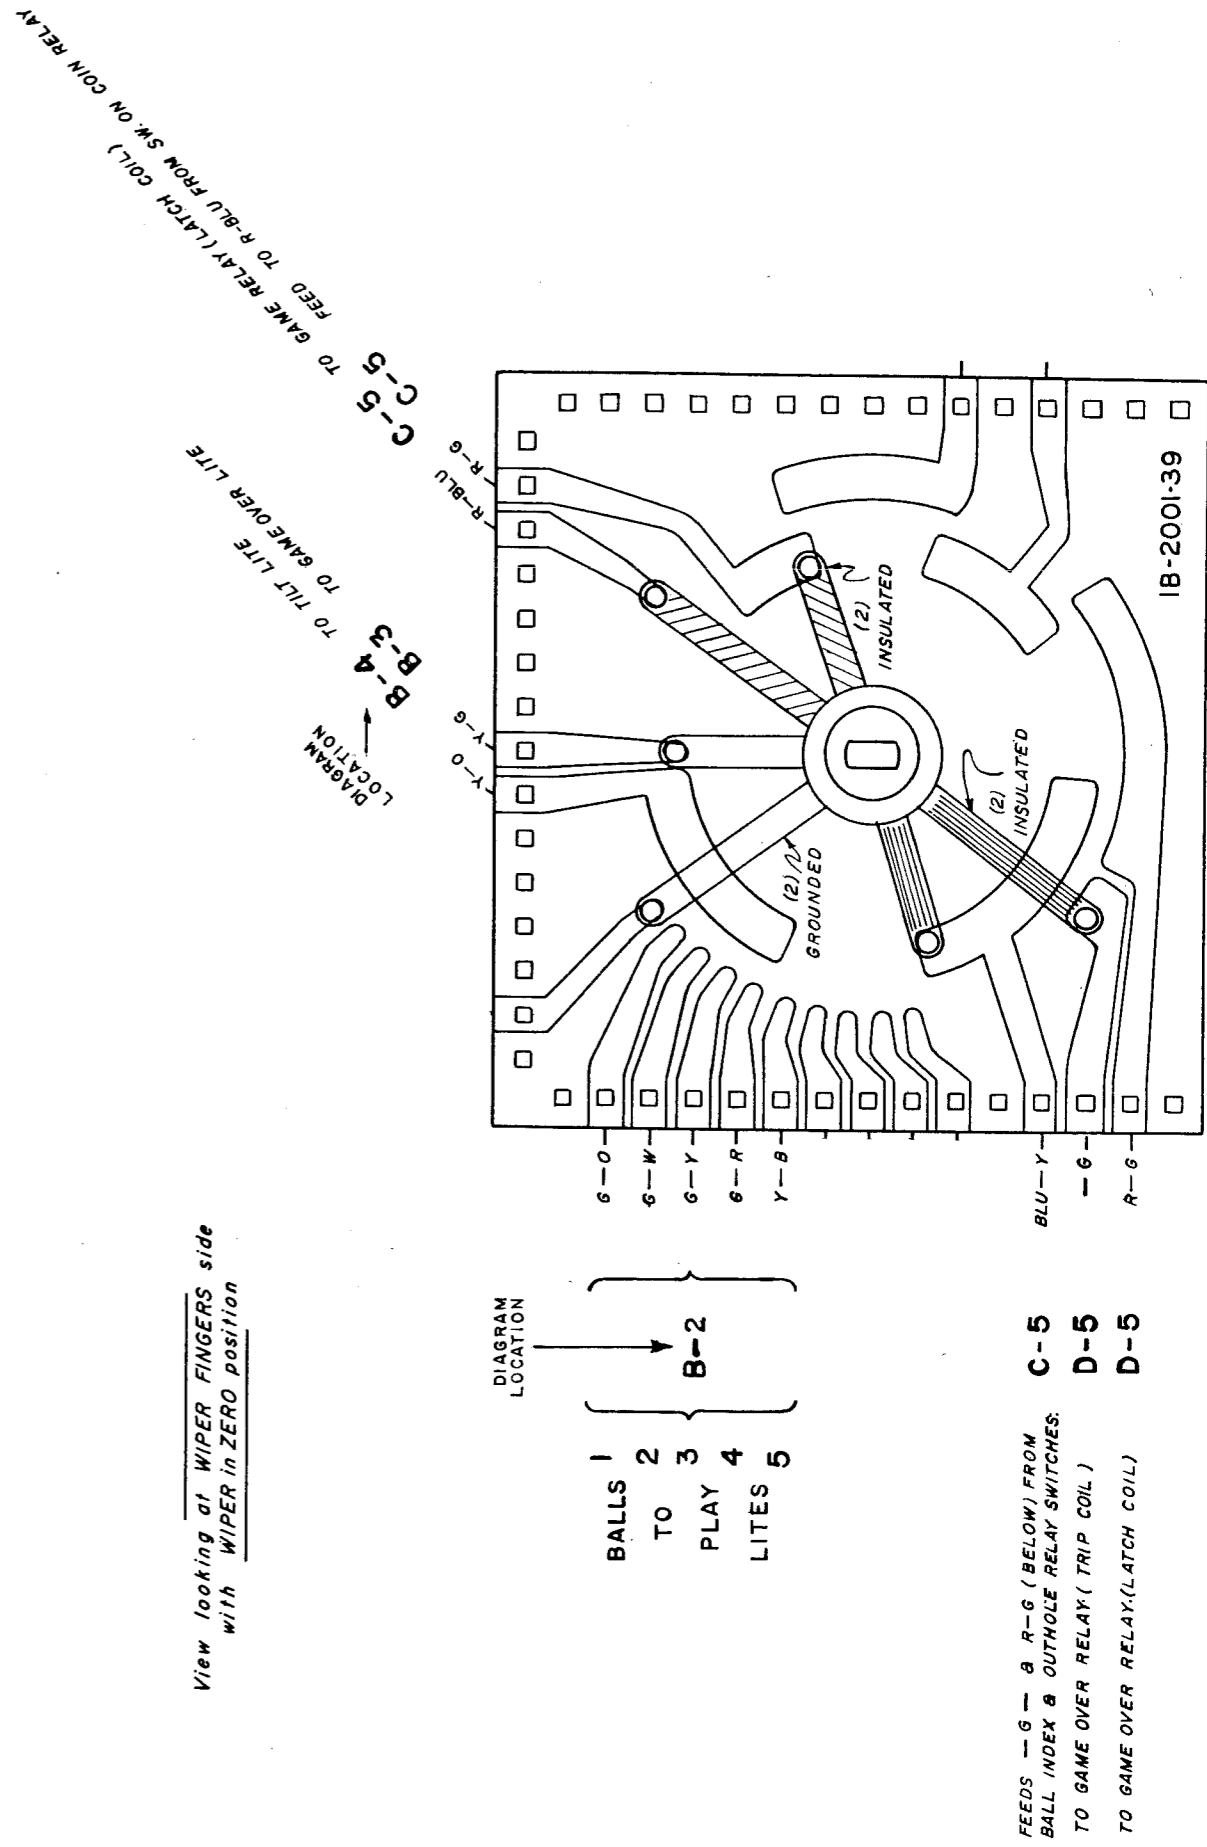 View looking at WIPER FINGERS side
with WIPER in ZERO position
DIAGRAM
LOCATION
BALLS 1
TO 2
PLAY 3
LITES 4
5
B-2
G-O
G-W
G-Y
G-R
Y-B
FEEDS -G- & R-G (BELOW) FROM
BALL INDEX & OUTHOLE RELAY SWITCHES.
C-5
BLU-Y
TO GAME OVER RELAY.(TRIP COIL)
D-5
-G-
TO GAME OVER RELAY.(LATCH COIL)
D-5
R-G
DIAGRAM
LOCATION
B-4 TO TILT LITE
B-3 TO GAME OVER LITE
Y-O
Y-G
C-5 TO GAME RELAY (LATCH COIL)
C-5 FEED TO R-BLU FROM SW. ON COIN RELAY
R-BLU
R-G
(2)
GROUNDED
(2)
INSULATED
(2)
INSULATED
1B-2001-39